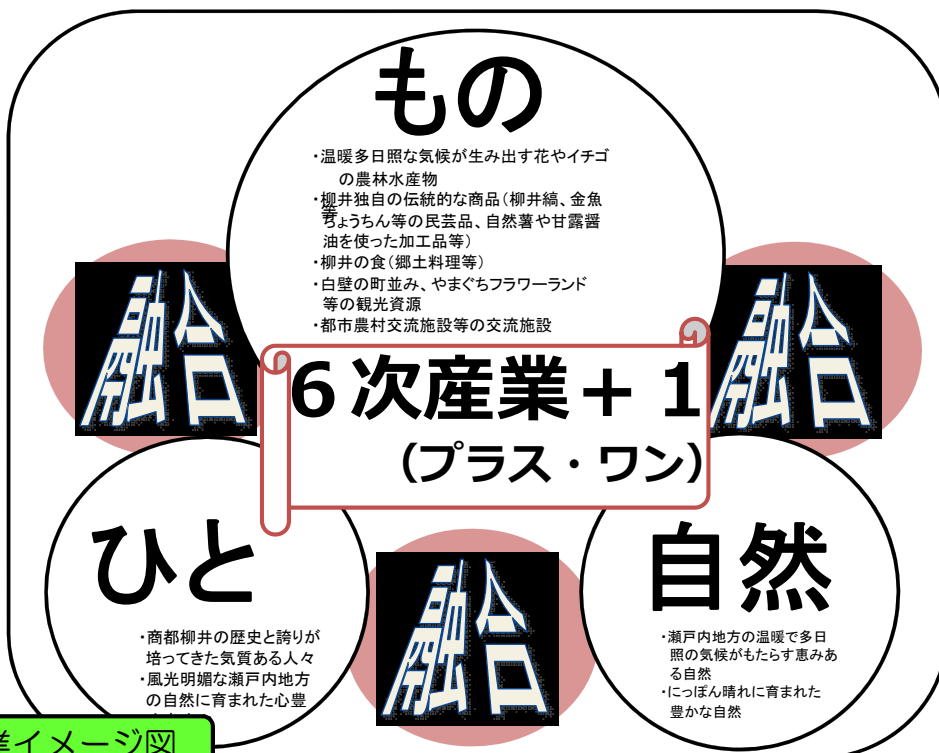 もの
・温暖多日照な気候が生み出す花やイチゴ
の農林水産物
・柳井独自の伝統的な商品(柳井縞、金魚
等
ちょうちん等の民芸品、自然薯や甘露醤
油を使った加工品等)
・柳井の食(郷土料理等)
・白壁の町並み、やまぐちフラワーランド
等の観光資源
・都市農村交流施設等の交流施設
融合
融合
6次産業+1
(プラス・ワン)
ひと
・商都柳井の歴史と誇りが
培ってきた気質ある人々
・風光明媚な瀬戸内地方
の自然に育まれた心豊
融合
自然
・瀬戸内地方の温暖で多日
照の気候がもたらす恵みあ
る自然
・にっぽん晴れに育まれた
豊かな自然
業イメージ図